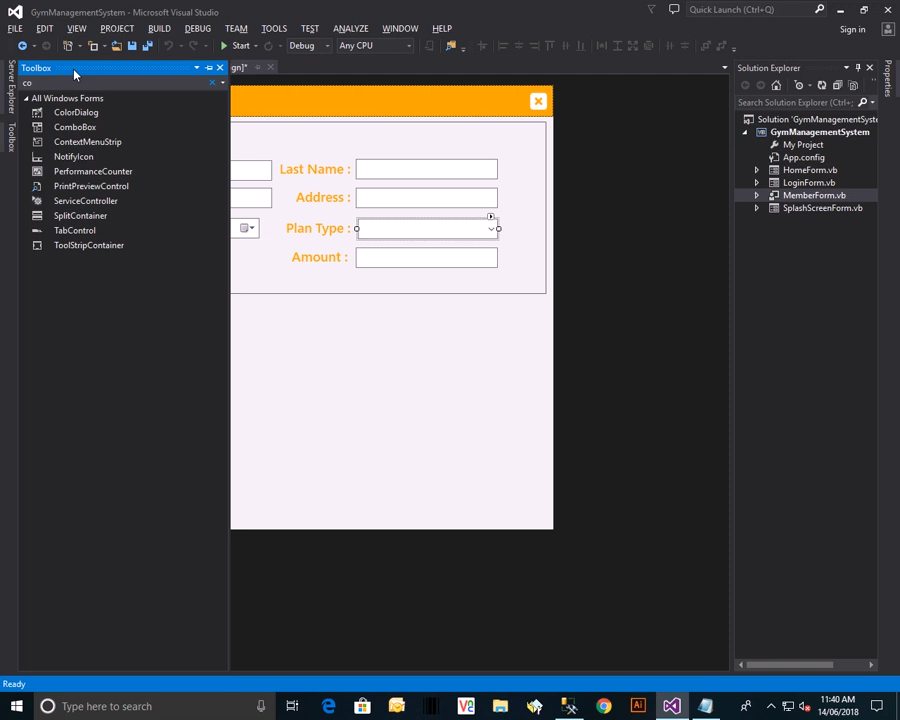 GymManagementSystem - Microsoft Visual Studio
Quick Launch (Ctrl+Q)
FILE EDIT VIEW PROJECT BUILD DEBUG TEAM TOOLS TEST ANALYZE WINDOW HELP
Sign in
Start Debug Any CPU
Server Explorer
Toolbox
Toolbox
co
All Windows Forms
ColorDialog
ComboBox
ContextMenuStrip
NotifyIcon
PerformanceCounter
PrintPreviewControl
ServiceController
SplitContainer
TabControl
ToolStripContainer
gn]*
Last Name :
Address :
Plan Type :
Amount :
Solution Explorer
Search Solution Explorer (Ctrl+;
Solution 'GymManagementSyste
GymManagementSystem
My Project
App.config
HomeForm.vb
LoginForm.vb
MemberForm.vb
SplashScreenForm.vb
Properties
Ready
Type here to search
Ai
11:40 AM
14/06/2018